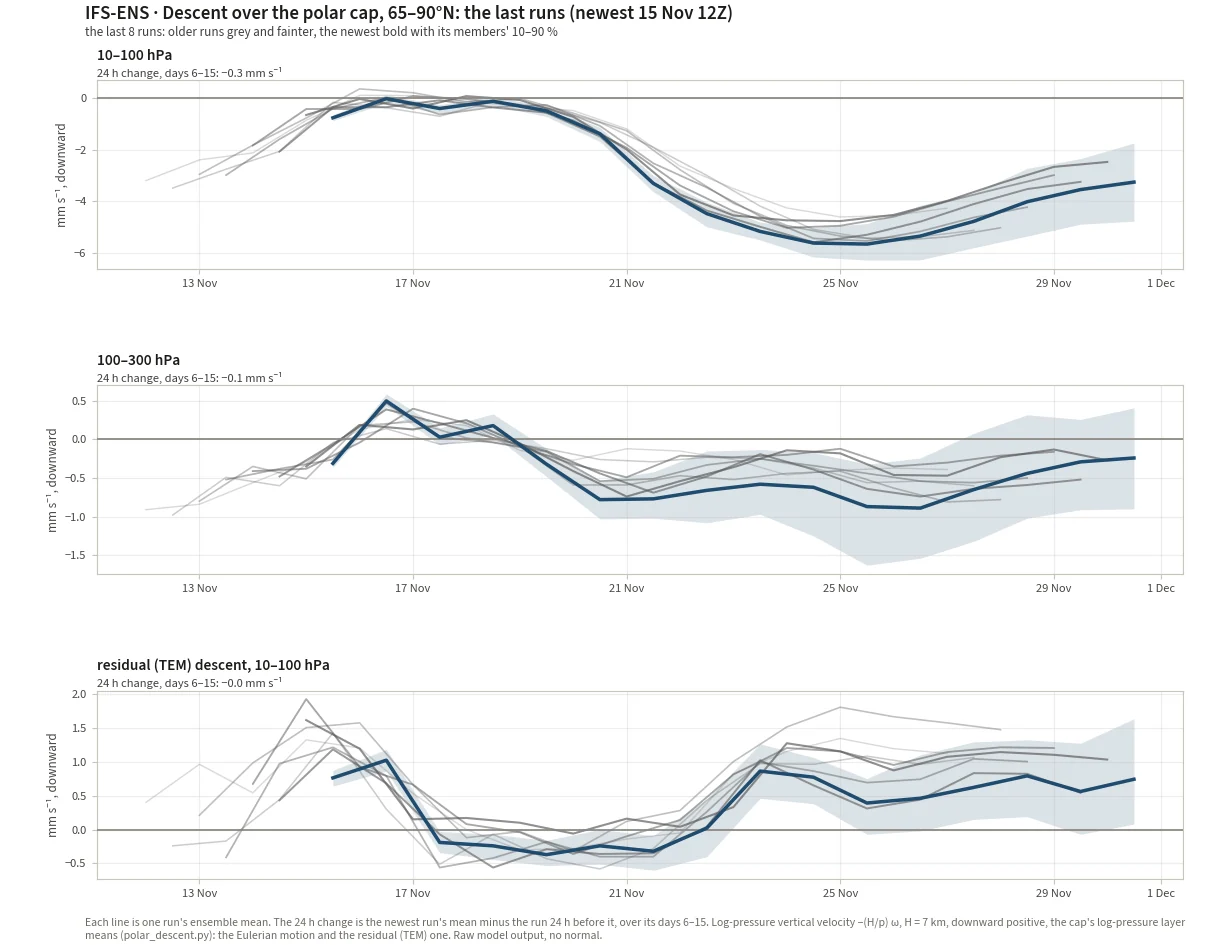 IFS-ENS · Descent over the polar cap, 65–90°N: the last runs (newest 15 Nov 12Z)
the last 8 runs: older runs grey and fainter, the newest bold with its members' 10–90 %
10–100 hPa
24 h change, days 6–15: −0.3 mm s⁻¹
0
−2
−4
−6
mm s⁻¹, downward
13 Nov 17 Nov 21 Nov 25 Nov 29 Nov 1 Dec
100–300 hPa
24 h change, days 6–15: −0.1 mm s⁻¹
0.5
0.0
−0.5
−1.0
−1.5
mm s⁻¹, downward
13 Nov 17 Nov 21 Nov 25 Nov 29 Nov 1 Dec
residual (TEM) descent, 10–100 hPa
24 h change, days 6–15: −0.0 mm s⁻¹
2.0
1.5
1.0
0.5
0.0
−0.5
mm s⁻¹, downward
13 Nov 17 Nov 21 Nov 25 Nov 29 Nov 1 Dec
Each line is one run's ensemble mean. The 24 h change is the newest run's mean minus the run 24 h before it, over its days 6–15. Log-pressure vertical velocity −(H/p) ω, H = 7 km, downward positive, the cap's log-pressure layer
means (polar_descent.py): the Eulerian motion and the residual (TEM) one. Raw model output, no normal.